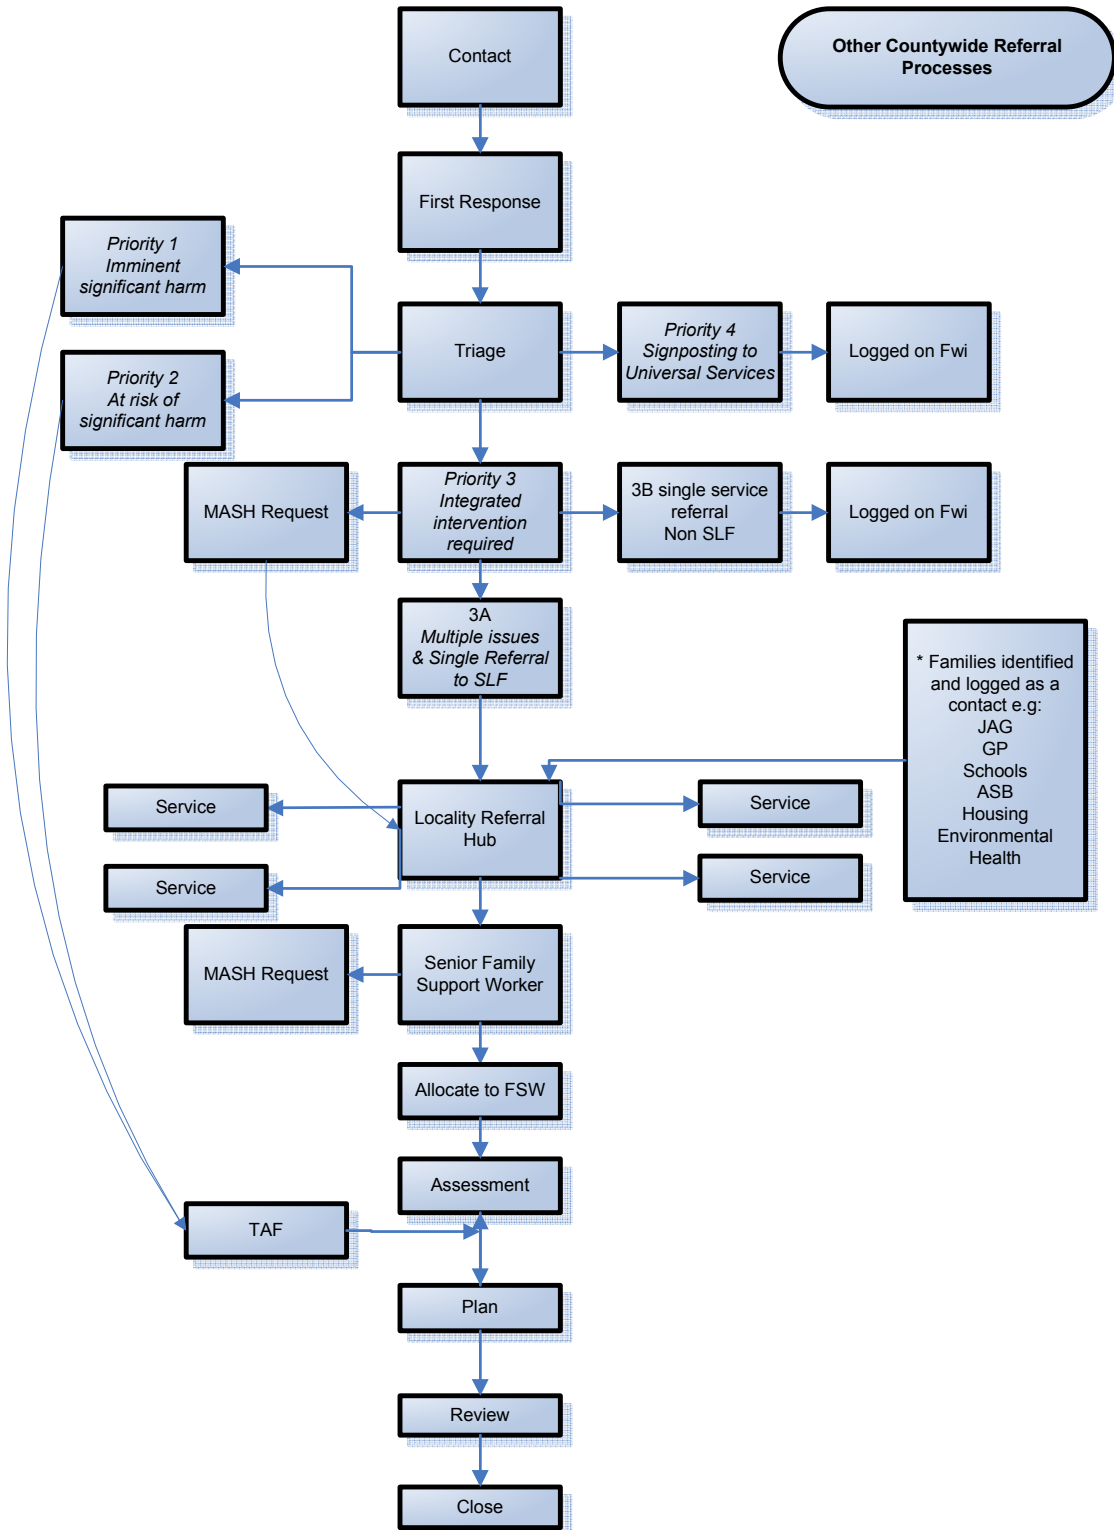 Contact
Other Countywide Referral
Processes
First Response
Priority 1
Imminent
significant harm
Triage
Priority 4
Signposting to
Universal Services
Logged on Fwi
Priority 2
At risk of
significant harm
MASH Request
Priority 3
Integrated
intervention
required
3B single service
referral
Non SLF
Logged on Fwi
3A
Multiple issues
& Single Referral
to SLF
* Families identified
and logged as a
contact e.g:
JAG
GP
Schools
ASB
Housing
Environmental
Health
Service
Locality Referral
Hub
Service
Service
Service
MASH Request
Senior Family
Support Worker
Allocate to FSW
Assessment
TAF
Plan
Review
Close